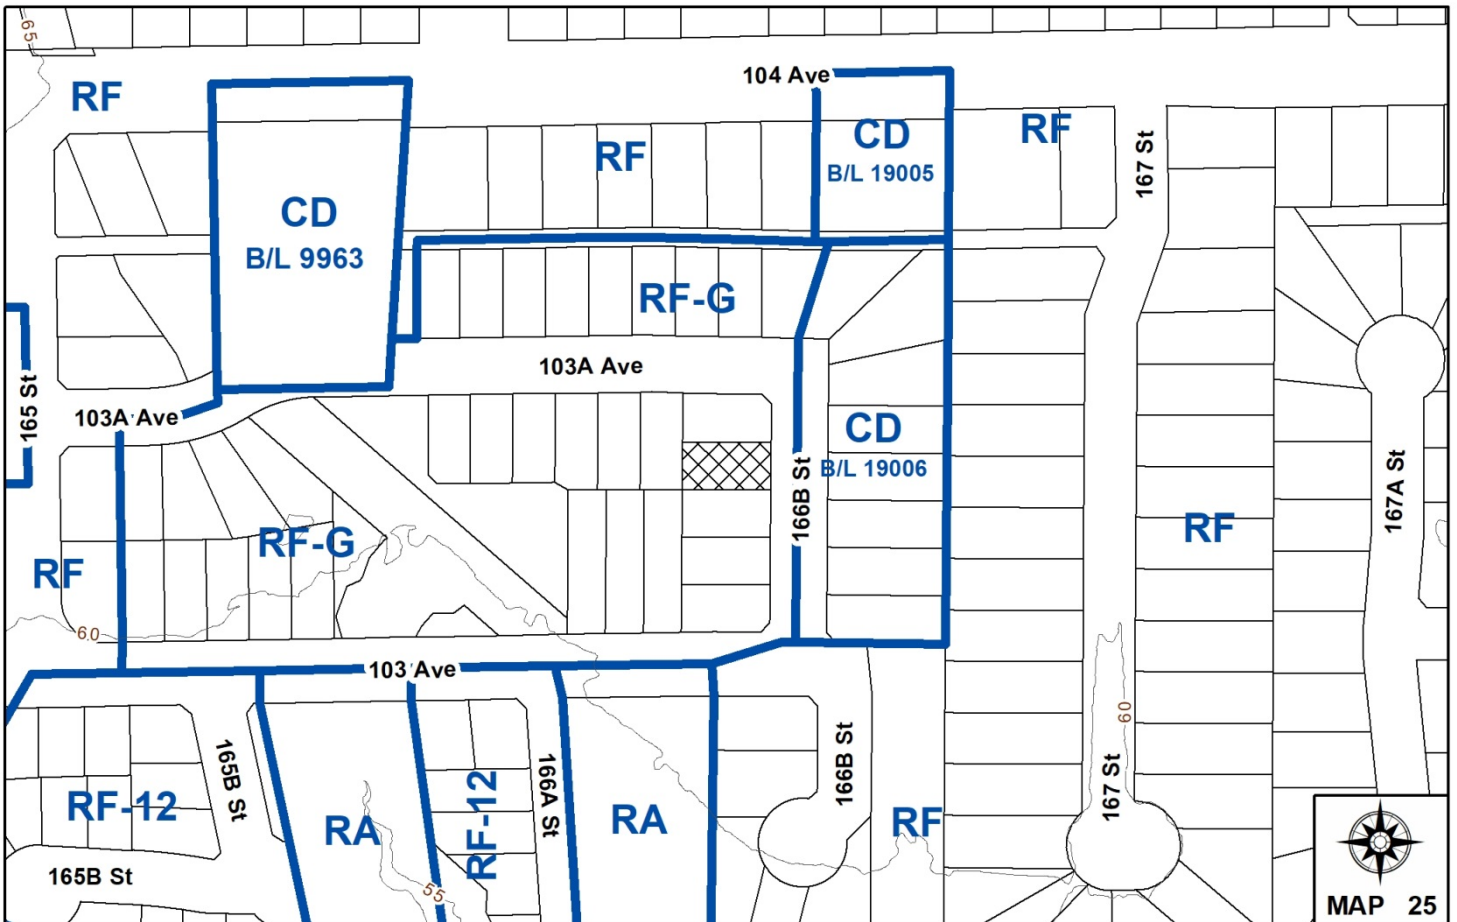 65
RF
104 Ave
CD
B/L 19005
RF
RF
167 St
CD
B/L 9963
RF-G
103A Ave
165 St
103A Ave
CD
B/L 19006
166B St
167A St
RF-G
RF
RF
60
103 Ave
60
165B St
166A St
166B St
167 St
RF-12
RA
RF-12
RA
RF
165B St
55
MAP 25